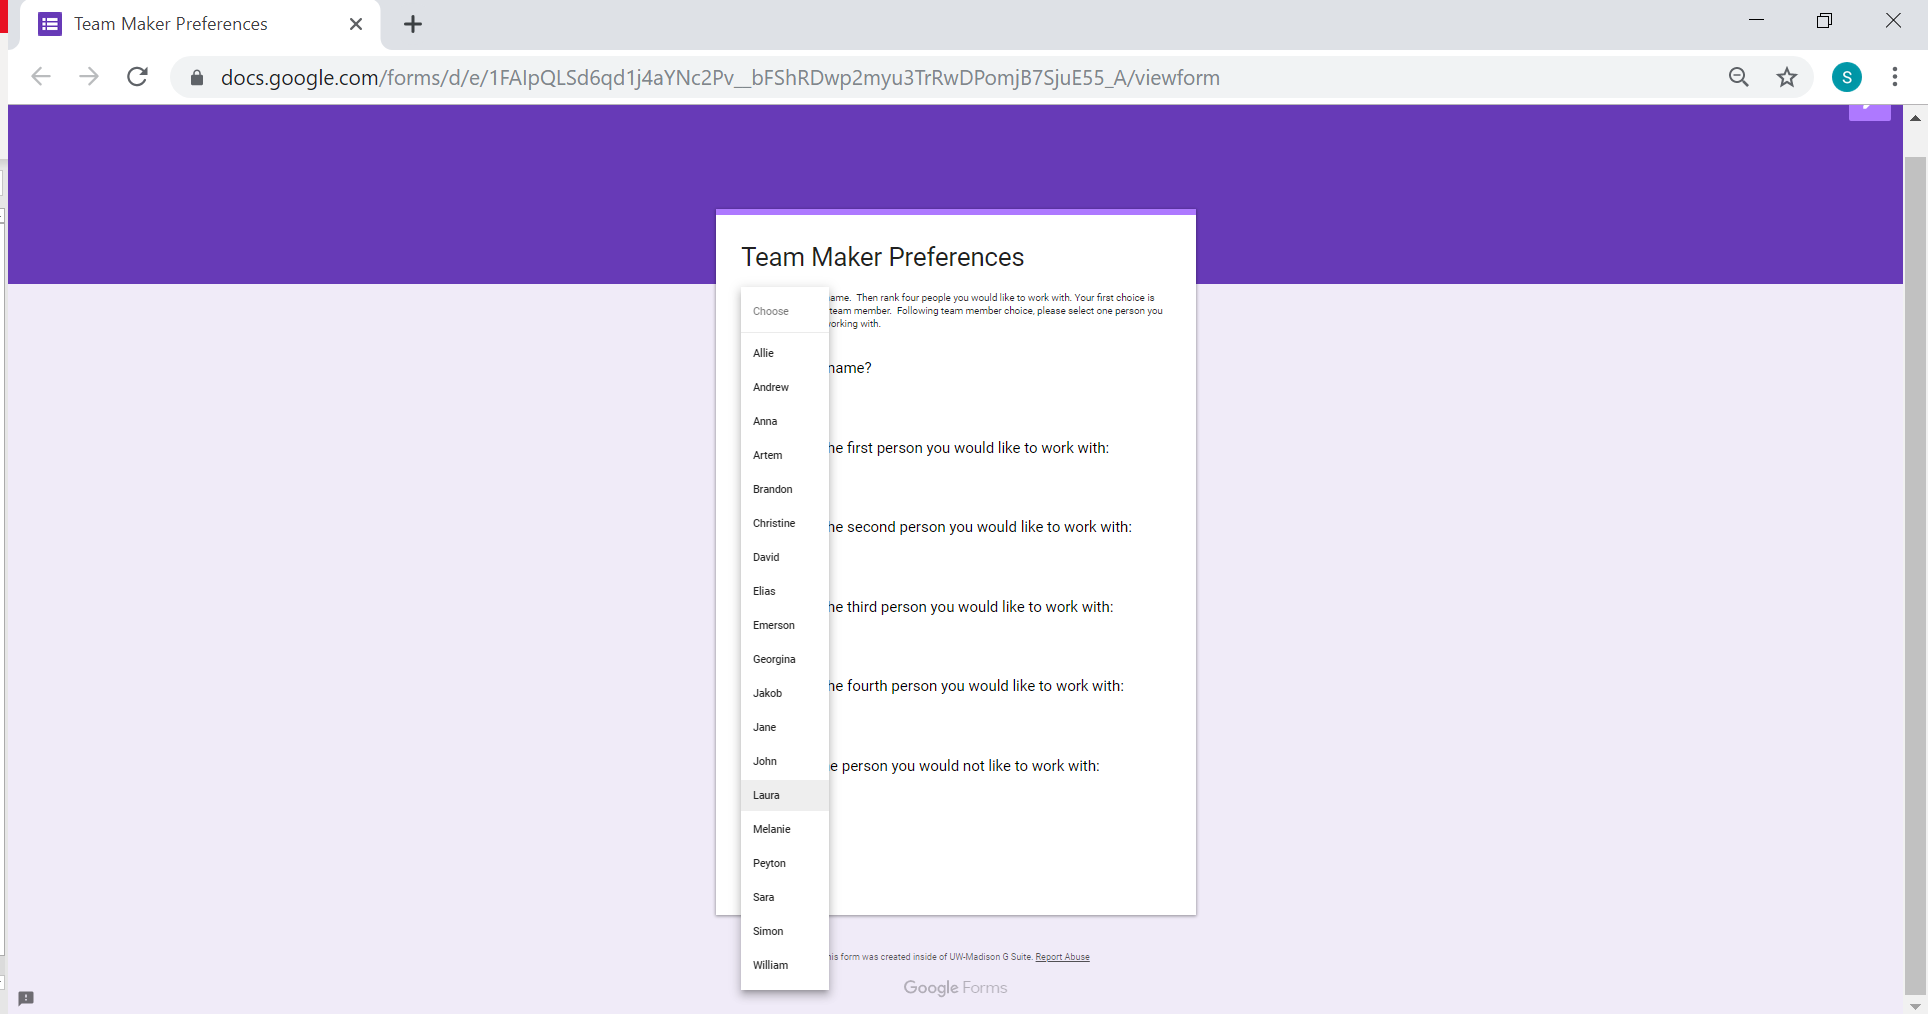 Team Maker Preferences
docs.google.com/forms/d/e/1FAIpQLSd6qd1j4aYNc2Pv__bFShRDwp2myu3TrRwDPomjB7SjuE55_A/viewform
S
Team Maker Preferences
ame. Then rank four people you would like to work with. Your first choice is
team member. Following team member choice, please select one person you
orking with.
Choose
Allie
Andrew
Anna
Artem
Brandon
Christine
David
Elias
Emerson
Georgina
Jakob
Jane
John
Laura
Melanie
Peyton
Sara
Simon
William
name?
he first person you would like to work with:
he second person you would like to work with:
he third person you would like to work with:
he fourth person you would like to work with:
e person you would not like to work with:
his form was created inside of UW-Madison G Suite. Report Abuse
Google Forms